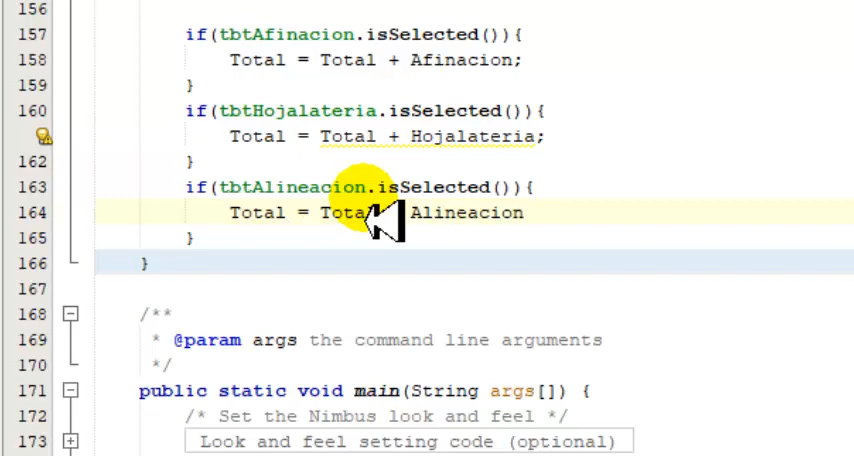 156
157 if(tbtAfinacion.isSelected()){
158 Total = Total + Afinacion;
159 }
160 if(tbtHojalateria.isSelected()){
Total = Total + Hojalateria;
162 }
163 if(tbtAlineacion.isSelected()){
164 Total = Total Alineacion
165 }
166 }
167
168 /**
169 * @param args the command line arguments
170 */
171 public static void main(String args[]) {
172 /* Set the Nimbus look and feel */
173 Look and feel setting code (optional)